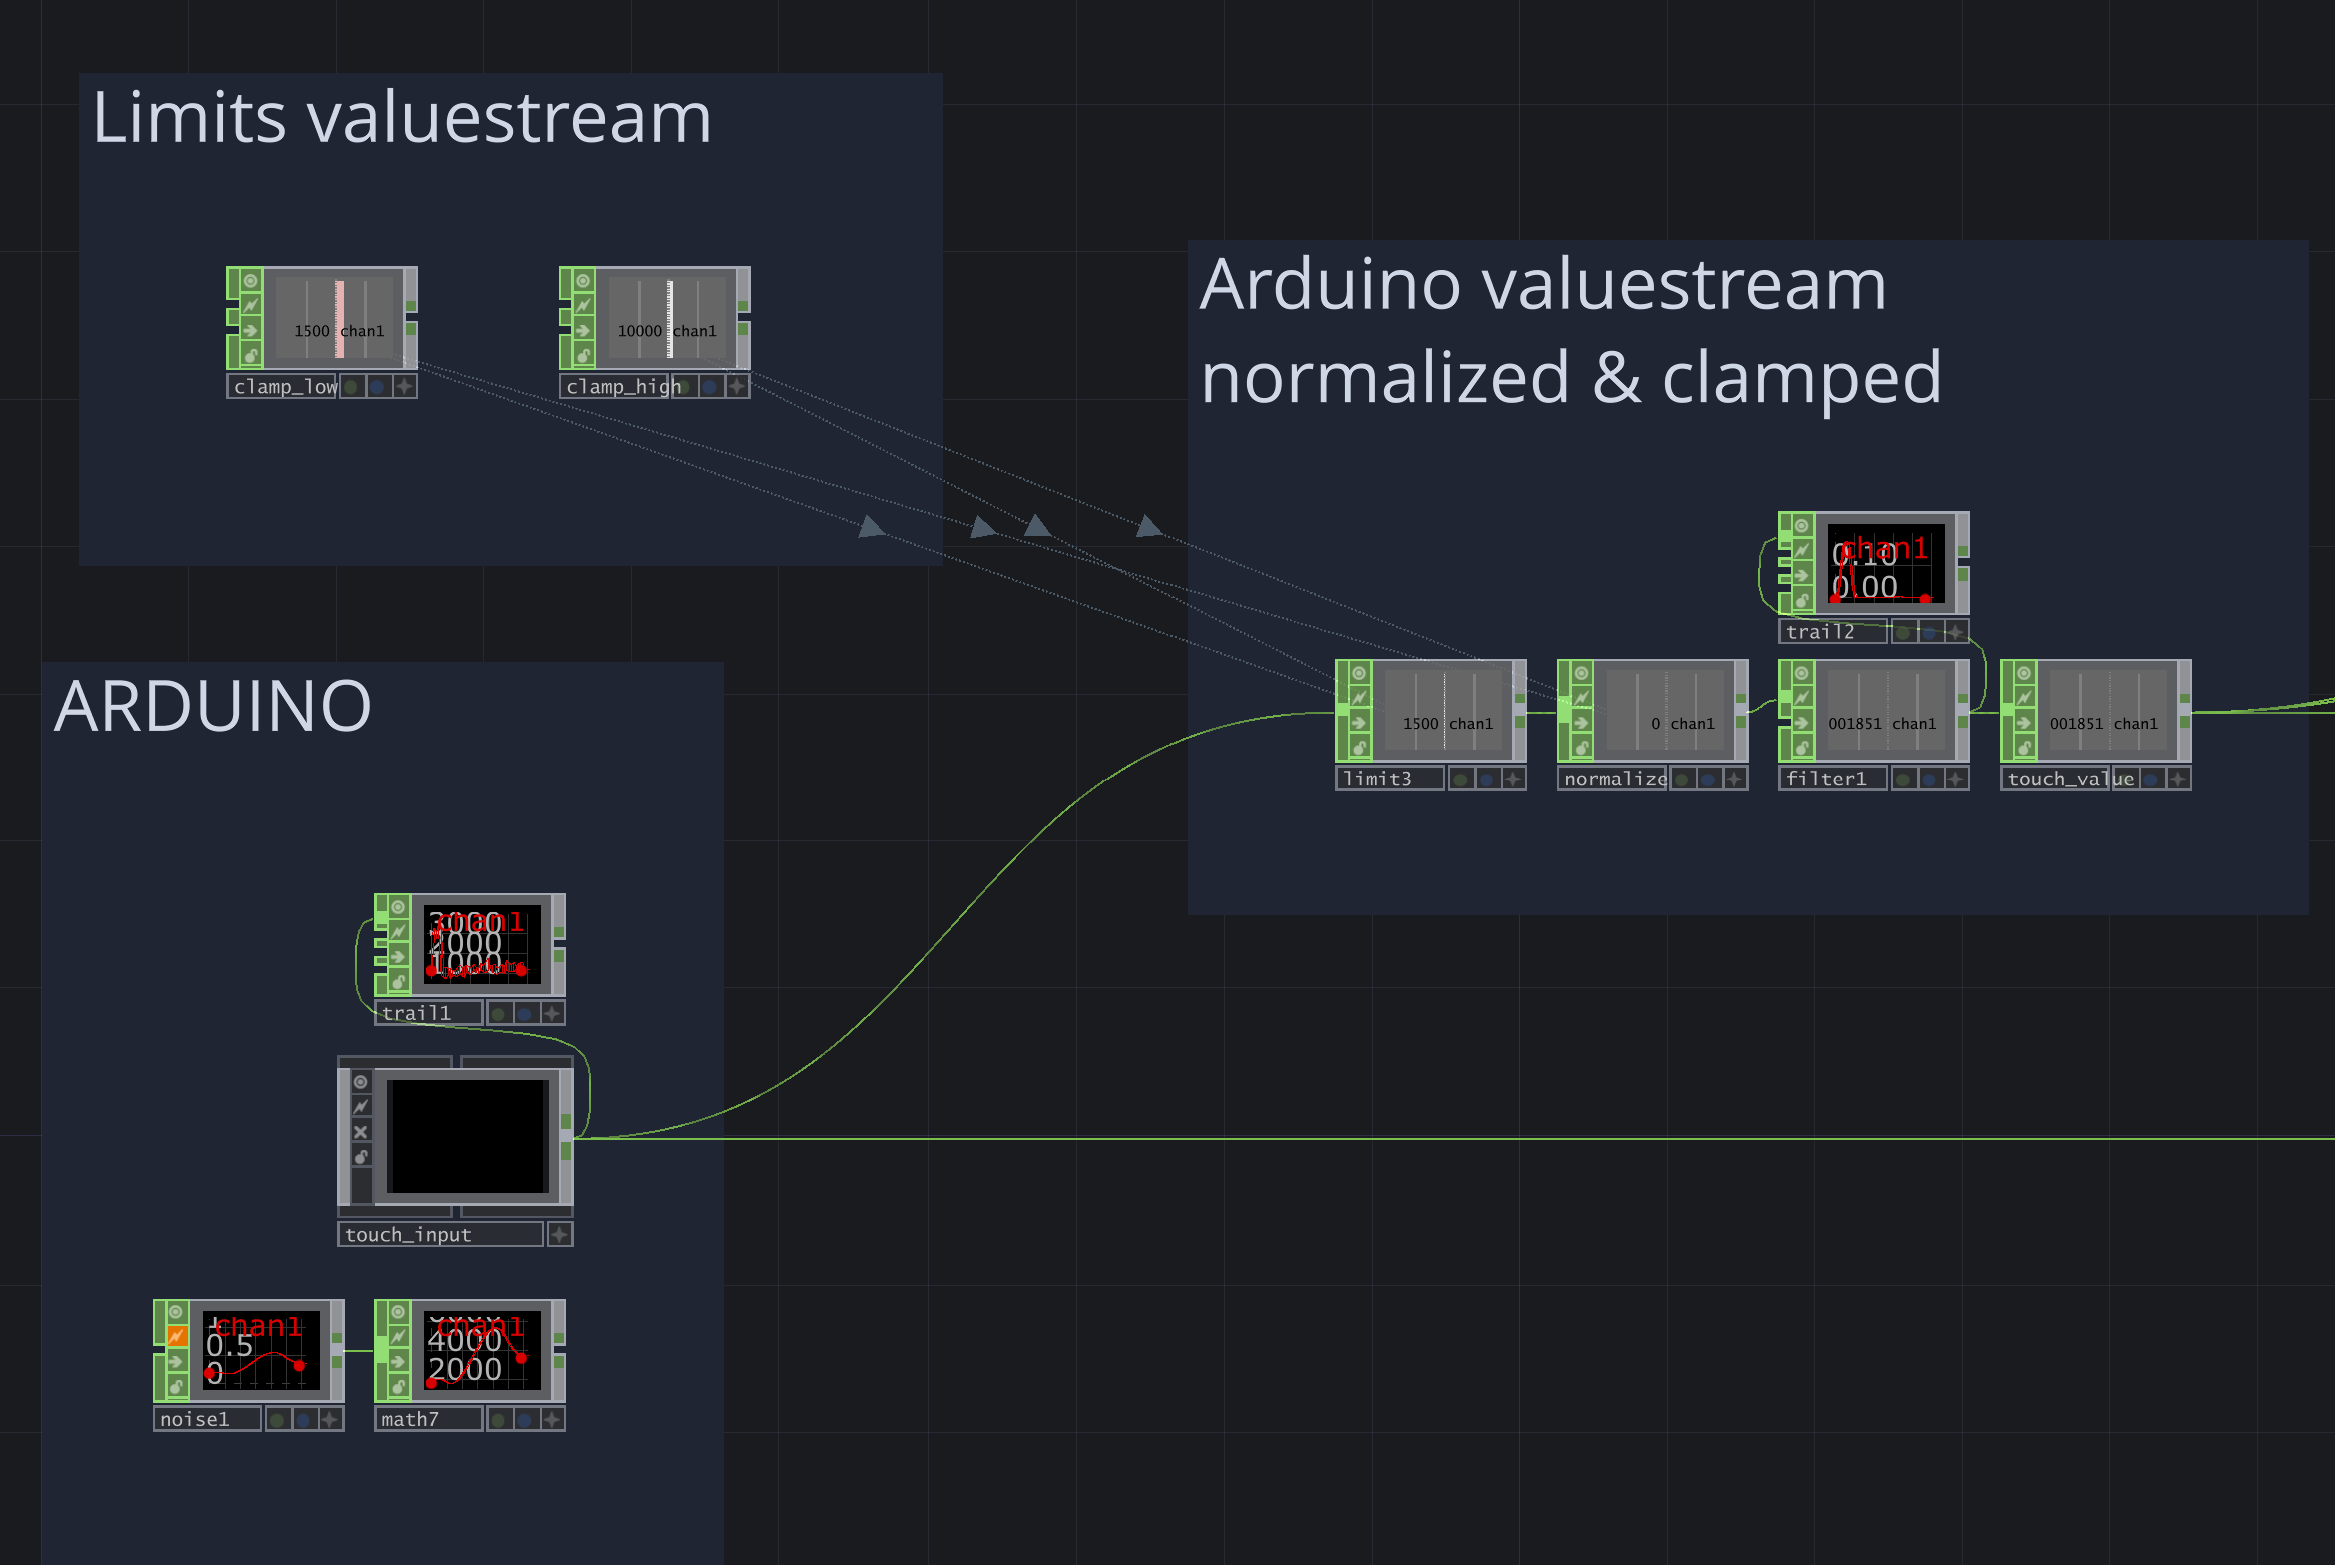 Limits valuestream
1500 chan1
clamp_low
10000 chan1
clamp_high
Arduino valuestream
normalized & clamped
chan1
0.10
0.00
trail2
1500 chan1
limit3
0 chan1
normalize
001851 chan1
filter1
001851 chan1
touch_value
ARDUINO
chan1
3000
2000
1000
trail1
touch_input
chan1
0.5
0
noise1
chan1
4000
2000
math7